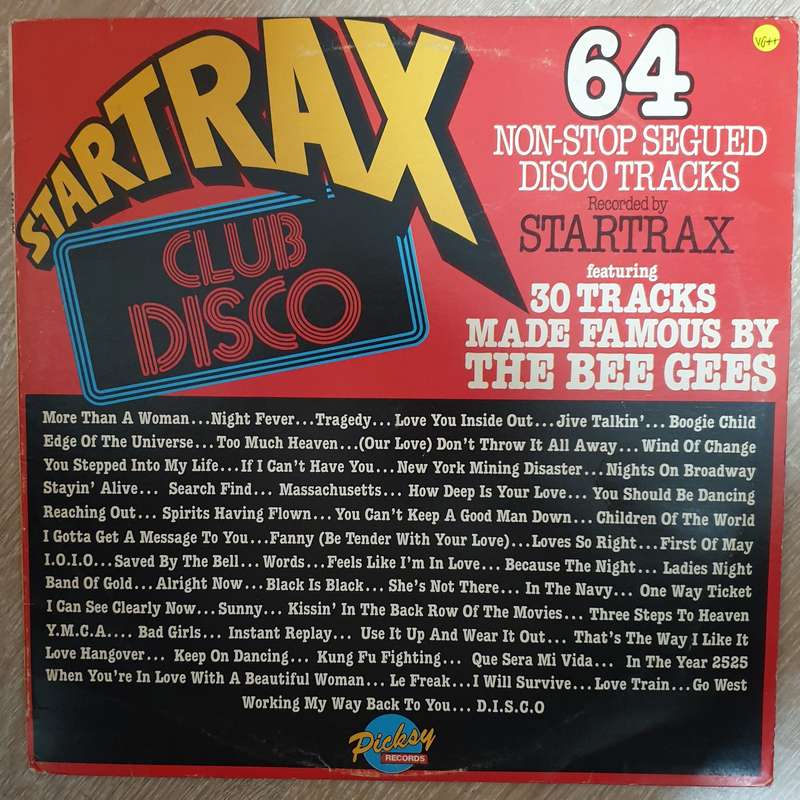 STARTRAX
CLUB
DISCO
64
VG++
NON-STOP SEGUED
DISCO TRACKS
Recorded by
STARTRAX
featuring
30 TRACKS
MADE FAMOUS BY
THE BEE GEES
More Than A Woman...Night Fever...Tragedy...Love You Inside Out...Jive Talkin'...Boogie Child
Edge Of The Universe...Too Much Heaven...(Our Love) Don't Throw It All Away...Wind Of Change
You Stepped Into My Life...If I Can't Have You...New York Mining Disaster...Nights On Broadway
Stayin' Alive... Search Find... Massachusetts... How Deep Is Your Love... You Should Be Dancing
Reaching Out... Spirits Having Flown...You Can't Keep A Good Man Down...Children Of The World
I Gotta Get A Message To You...Fanny (Be Tender With Your Love)...Loves So Right...First Of May
I.O.I.O...Saved By The Bell...Words...Feels Like I'm In Love...Because The Night...Ladies Night
Band Of Gold...Alright Now...Black Is Black...She's Not There...In The Navy...One Way Ticket
I Can See Clearly Now...Sunny...Kissin' In The Back Row Of The Movies...Three Steps To Heaven
Y.M.C.A.... Bad Girls... Instant Replay... Use It Up And Wear It Out... That's The Way I Like It
Love Hangover... Keep On Dancing... Kung Fu Fighting... Que Sera Mi Vida... In The Year 2525
When You're In Love With A Beautiful Woman...Le Freak...I Will Survive...Love Train...Go West
Working My Way Back To You... D.I.S.C.O
Picksy
RECORDS